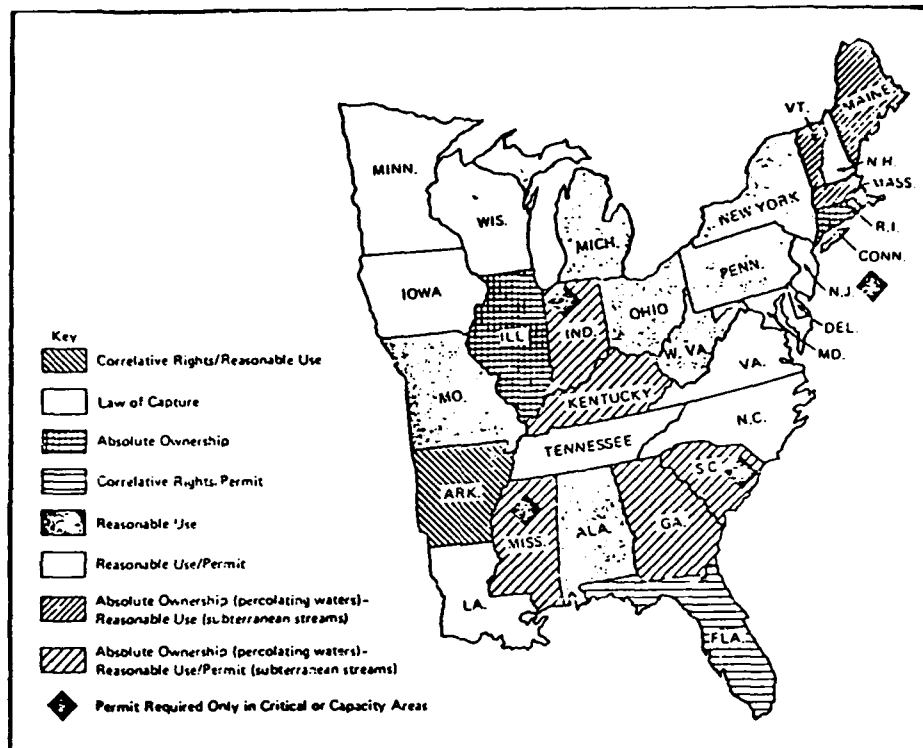 MINN.
WIS.
MICH.
IOWA
ILL
IND.
OHIO
PENN.
NEW YORK
VT.
MAINE
N.H.
MASS.
R.I.
CONN.
N.J.
DEL.
MD.
W. VA.
VA.
KENTUCKY
MO.
TENNESSEE
N.C.
S.C.
ARK.
MISS.
ALA.
GA.
LA.
FLA.
Key
Correlative Rights/Reasonable Use
Law of Capture
Absolute Ownership
Correlative Rights/Permit
Reasonable Use
Reasonable Use/Permit
Absolute Ownership (percolating waters)–
Reasonable Use (subterranean streams)
Absolute Ownership (percolating waters)–
Reasonable Use/Permit (subterranean streams)
Permit Required Only in Critical or Capacity Areas